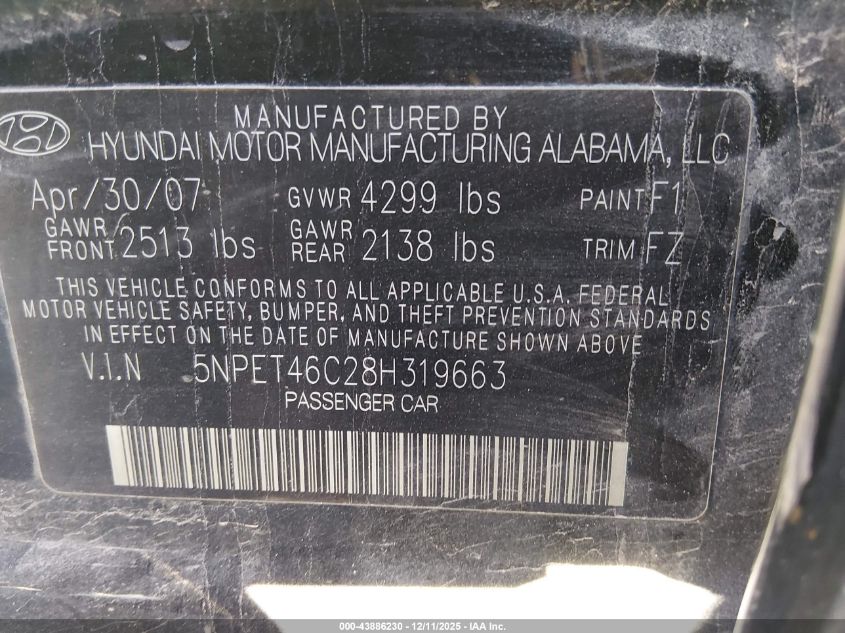 MANUFACTURED BY
HYUNDAI MOTOR MANUFACTURING ALABAMA, LLC
Apr/30/07 GVWR 4299 lbs PAINT F1
GAWR FRONT 2513 lbs GAWR REAR 2138 lbs TRIM FZ
THIS VEHICLE CONFORMS TO ALL APPLICABLE U.S.A. FEDERAL
MOTOR VEHICLE SAFETY, BUMPER, AND THEFT PREVENTION STANDARDS
IN EFFECT ON THE DATE OF MANUFACTURE SHOWN ABOVE
V.I.N 5NPET46C28H319663
PASSENGER CAR
000-43886230 - 12/11/2025 - IAA Inc.